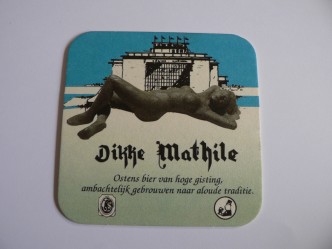 Dikke Mathile
Ostens bier van hoge gisting,
ambachtelijk gebrouwen naar aloude traditie.